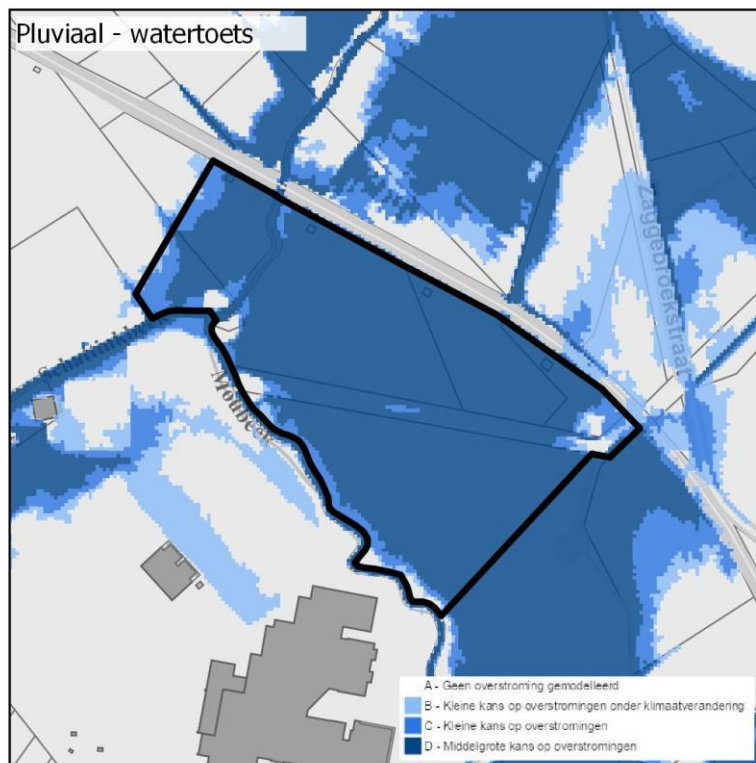 Pluviaal - watertoets
Zaggebroekstraat
Moubeek
A - Geen overstroming gemodelleerd
B - Kleine kans op overstromingen onder klimaatverandering
C - Kleine kans op overstromingen
D - Middelgrote kans op overstromingen